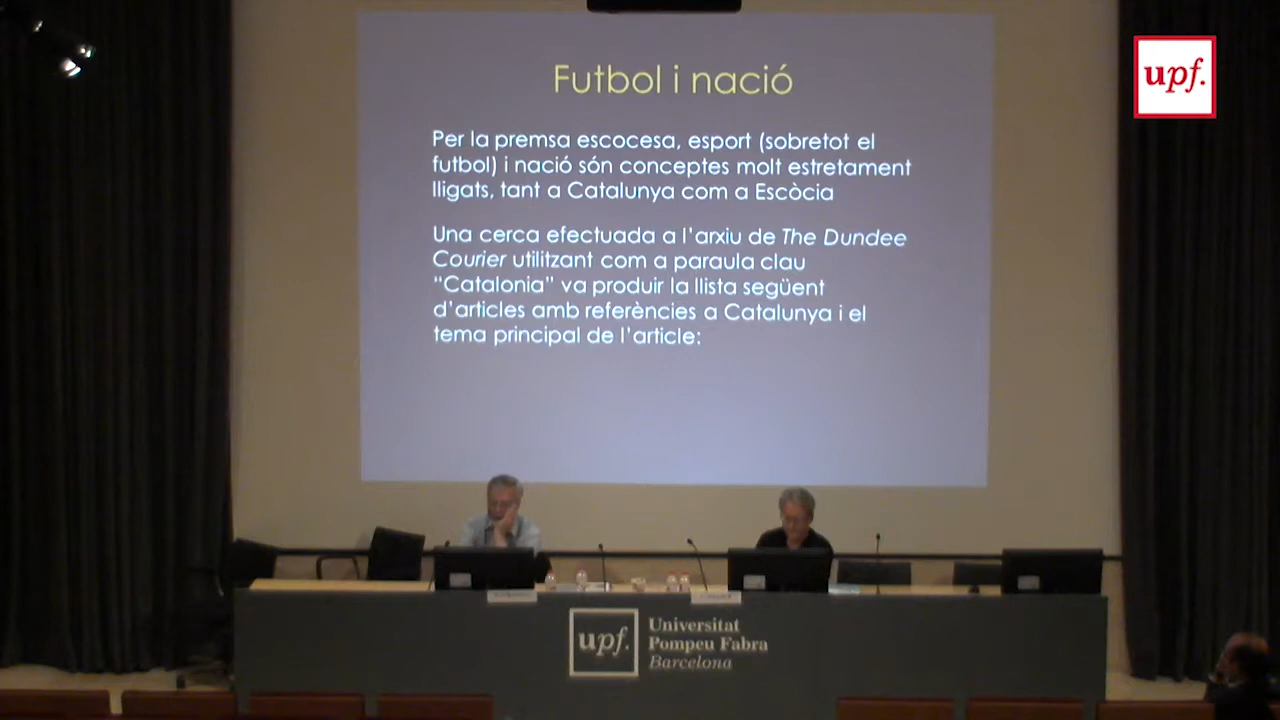 Futbol i nació
Per la premsa escocesa, esport (sobretot el
futbol) i nació són conceptes molt estretament
lligats, tant a Catalunya com a Escòcia
Una cerca efectuada a l'arxiu de The Dundee
Courier utilitzant com a paraula clau
“Catalonia” va produir la llista següent
d'articles amb referències a Catalunya i el
tema principal de l'article:
upf.
upf.
Universitat
Pompeu Fabra
Barcelona